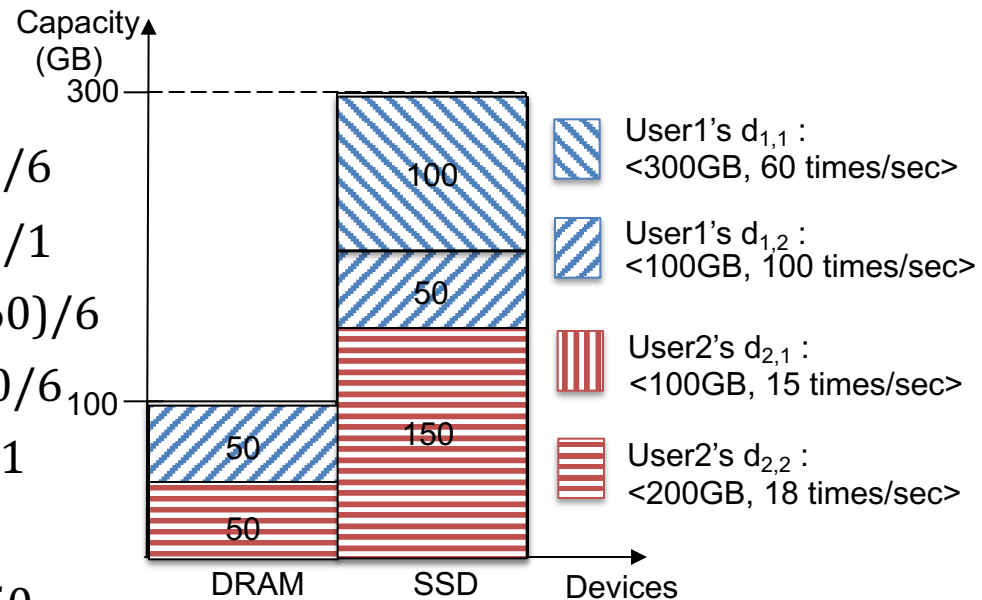 Capacity
(GB)
300
/6
/1
0)/6
0/6
1
100
100
50
150
50
50
DRAM
SSD
Devices
User1's d1,1 :
<300GB, 60 times/sec>
User1's d1,2 :
<100GB, 100 times/sec>
User2's d2,1 :
<100GB, 15 times/sec>
User2's d2,2 :
<200GB, 18 times/sec>